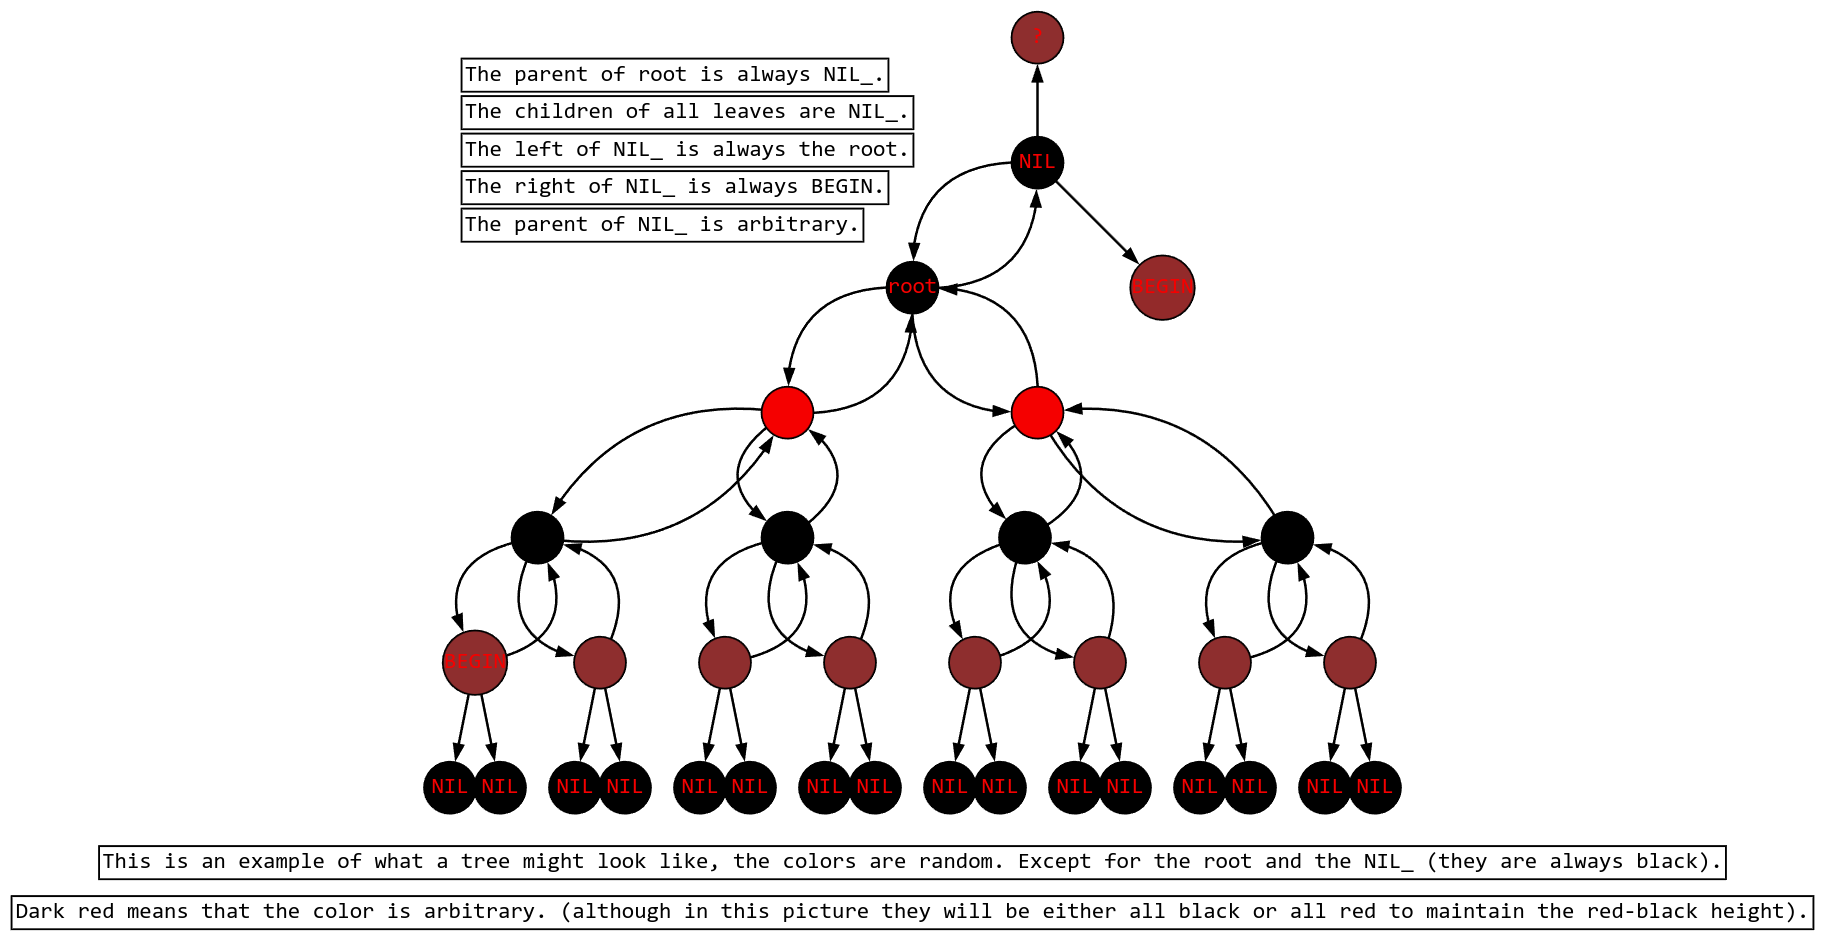 ?
The parent of root is always NIL_.
The children of all leaves are NIL_.
The left of NIL_ is always the root.
The right of NIL_ is always BEGIN.
The parent of NIL_ is arbitrary.
NIL
root
BEGIN
BEGIN
NIL NIL NIL NIL NIL NIL NIL NIL NIL NIL NIL NIL NIL NIL NIL NIL
This is an example of what a tree might look like, the colors are random. Except for the root and the NIL_ (they are always black).
Dark red means that the color is arbitrary. (although in this picture they will be either all black or all red to maintain the red-black height).